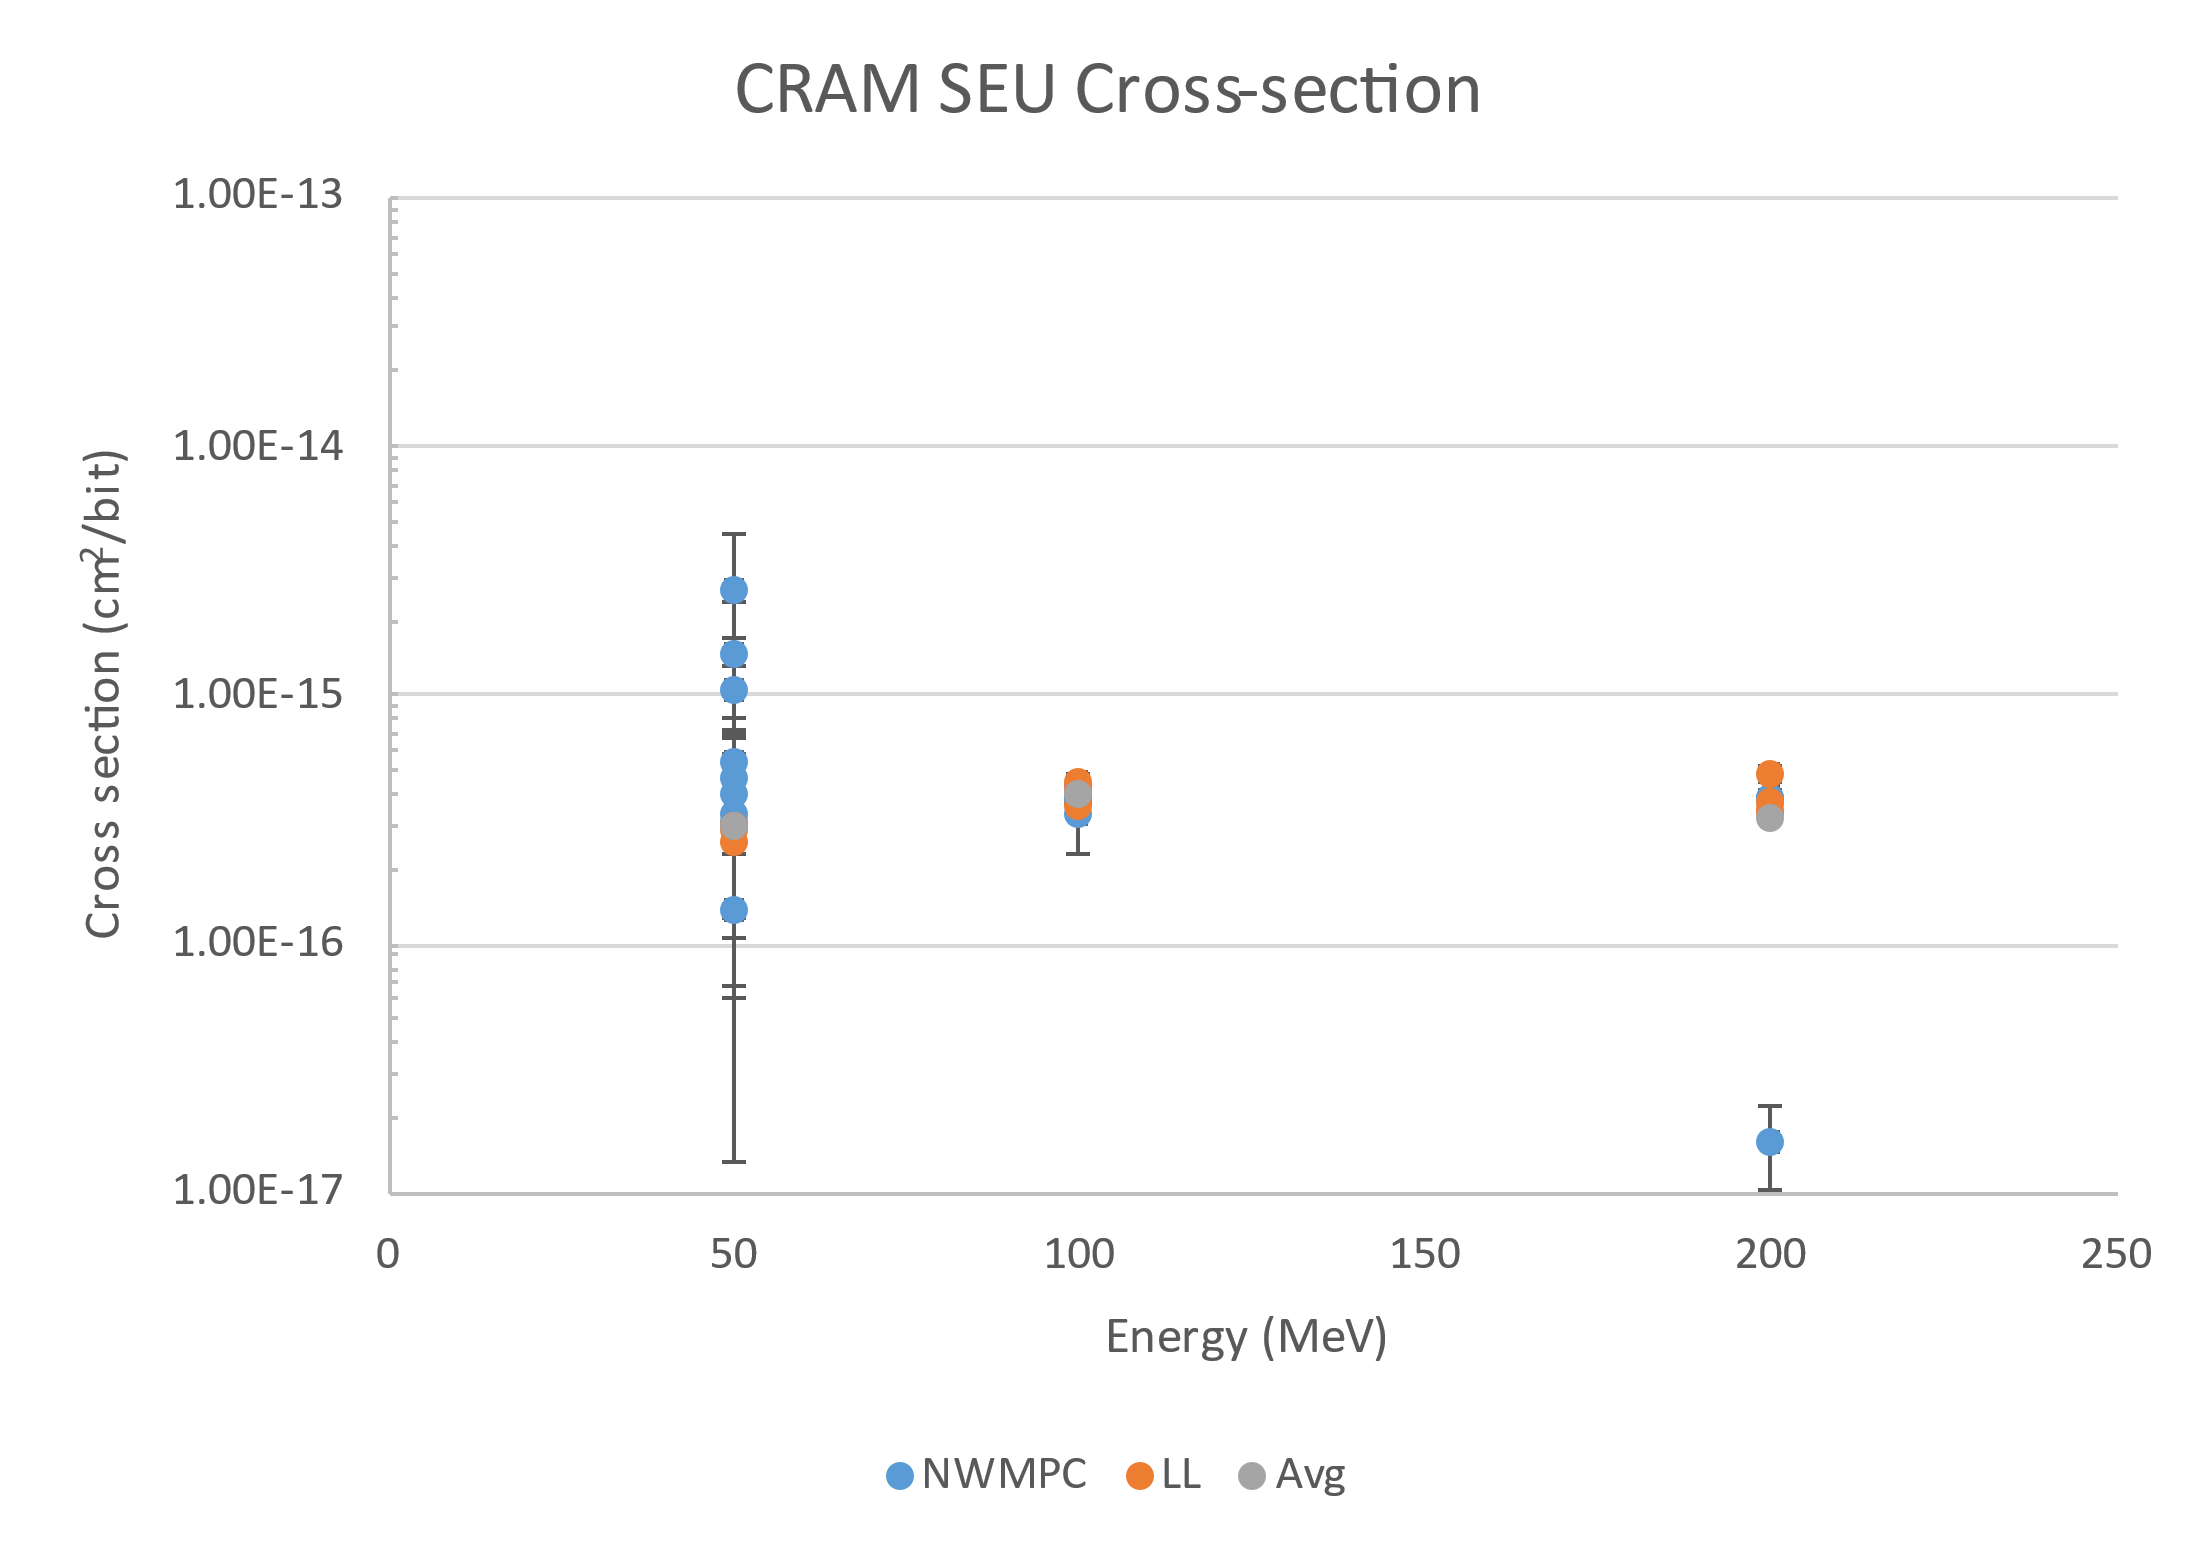 CRAM SEU Cross-section
1.00E-13
1.00E-14
1.00E-15
1.00E-16
1.00E-17
Cross section (cm²/bit)
0 50 100 150 200 250
Energy (MeV)
NWMPC LL Avg